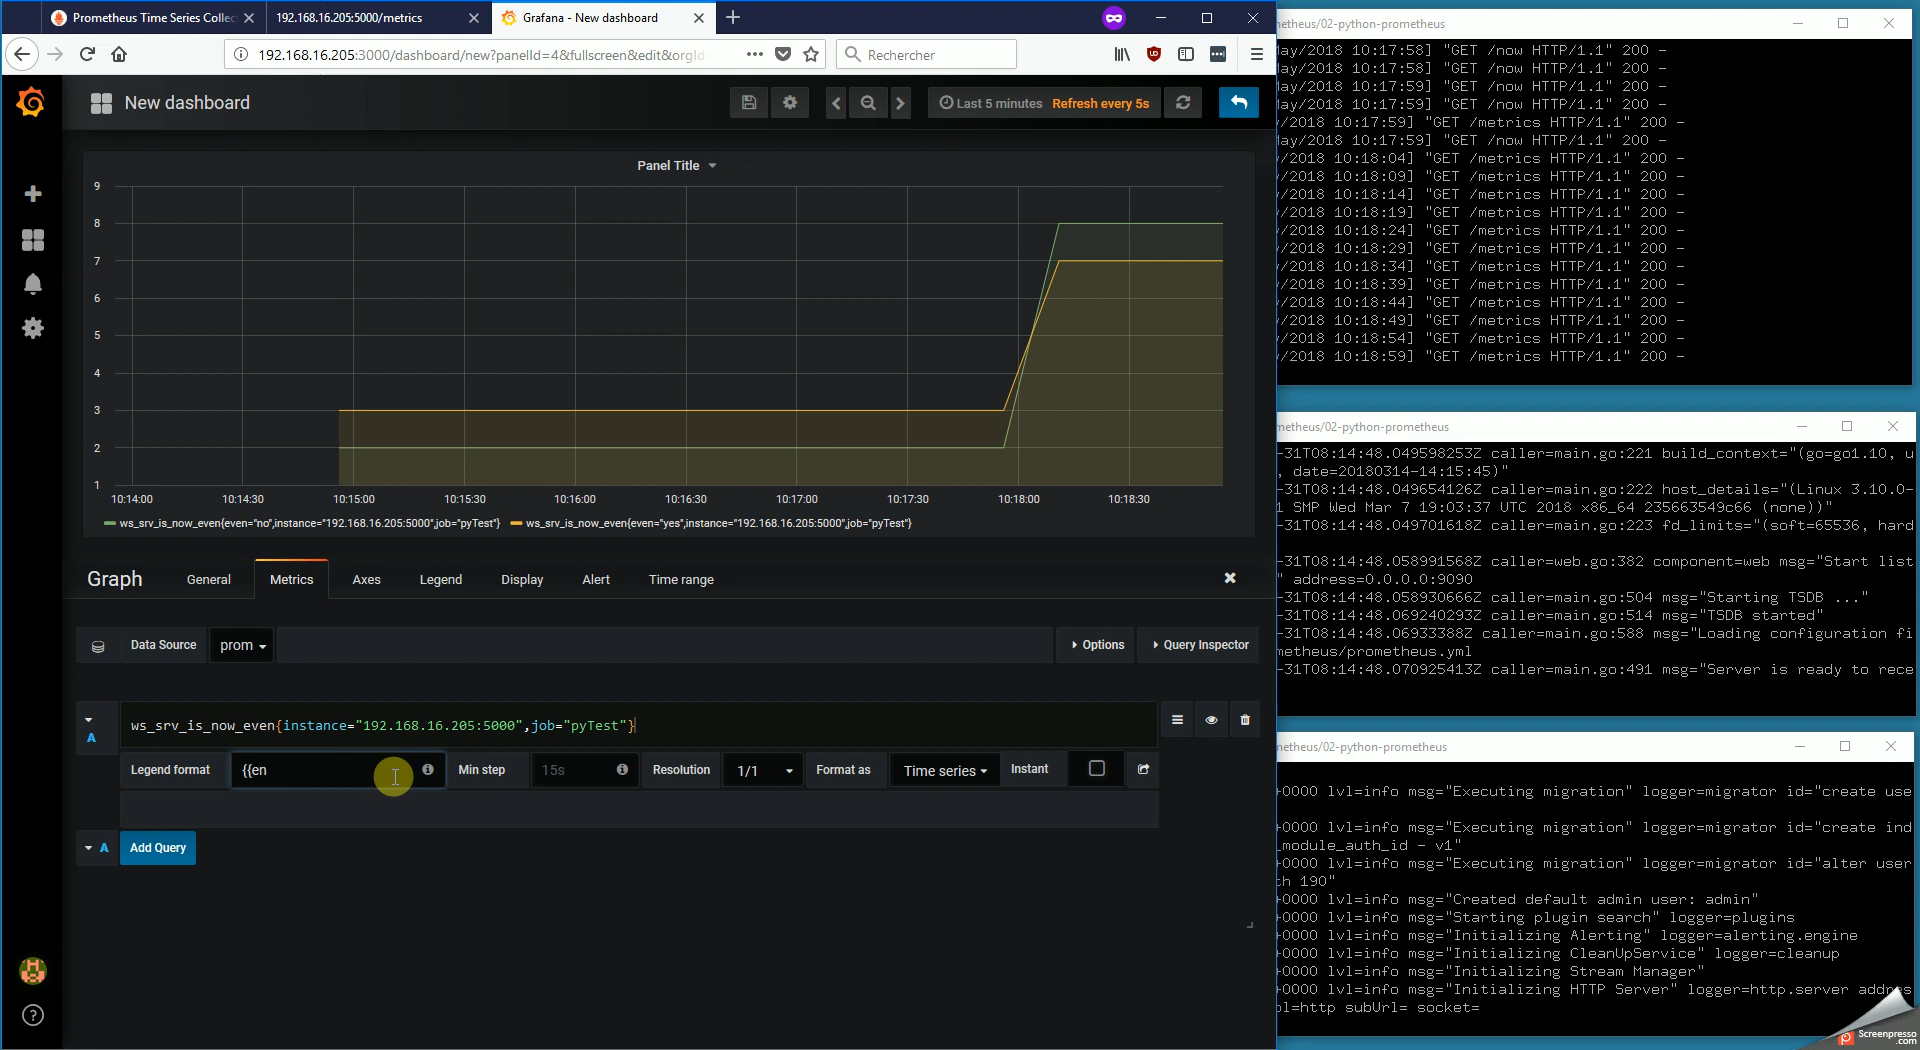 Prometheus Time Series Collec
192.168.16.205:5000/metrics
Grafana - New dashboard
192.168.16.205:3000/dashboard/new?panelId=4&fullscreen&edit&orgId
Rechercher
New dashboard
Last 5 minutes Refresh every 5s
Panel Title
9
8
7
6
5
4
3
2
1
10:14:00 10:14:30 10:15:00 10:15:30 10:16:00 10:16:30 10:17:00 10:17:30 10:18:00 10:18:30
ws_srv_is_now_even{even="no",instance="192.168.16.205:5000",job="pyTest"} ws_srv_is_now_even{even="yes",instance="192.168.16.205:5000",job="pyTest"}
Graph General Metrics Axes Legend Display Alert Time range
Data Source prom Options Query Inspector
A
ws_srv_is_now_even{instance="192.168.16.205:5000",job="pyTest"}
Legend format {{en Min step 15s Resolution 1/1 Format as Time series Instant
A Add Query
netheus/02-python-prometheus
lay/2018 10:17:58] "GET /now HTTP/1.1" 200 -
lay/2018 10:17:58] "GET /now HTTP/1.1" 200 -
lay/2018 10:17:59] "GET /now HTTP/1.1" 200 -
lay/2018 10:17:59] "GET /now HTTP/1.1" 200 -
/2018 10:17:59] "GET /metrics HTTP/1.1" 200 -
lay/2018 10:17:59] "GET /now HTTP/1.1" 200 -
/2018 10:18:04] "GET /metrics HTTP/1.1" 200 -
/2018 10:18:09] "GET /metrics HTTP/1.1" 200 -
/2018 10:18:14] "GET /metrics HTTP/1.1" 200 -
/2018 10:18:19] "GET /metrics HTTP/1.1" 200 -
/2018 10:18:24] "GET /metrics HTTP/1.1" 200 -
/2018 10:18:29] "GET /metrics HTTP/1.1" 200 -
/2018 10:18:34] "GET /metrics HTTP/1.1" 200 -
/2018 10:18:39] "GET /metrics HTTP/1.1" 200 -
/2018 10:18:44] "GET /metrics HTTP/1.1" 200 -
/2018 10:18:49] "GET /metrics HTTP/1.1" 200 -
/2018 10:18:54] "GET /metrics HTTP/1.1" 200 -
/2018 10:18:59] "GET /metrics HTTP/1.1" 200 -
netheus/02-python-prometheus
-31T08:14:48.049598253Z caller=main.go:221 build_context="(go=go1.10, u
, date=20180314-14:15:45)"
-31T08:14:48.049654126Z caller=main.go:222 host_details="(Linux 3.10.0-
1 SMP Wed Mar 7 19:03:37 UTC 2018 x86_64 235663549c66 (none))"
-31T08:14:48.049701618Z caller=main.go:223 fd_limits="(soft=65536, hard
-31T08:14:48.058991568Z caller=web.go:382 component=web msg="Start list
" address=0.0.0.0:9090
-31T08:14:48.058930666Z caller=main.go:504 msg="Starting TSDB ..."
-31T08:14:48.069240293Z caller=main.go:514 msg="TSDB started"
-31T08:14:48.06933388Z caller=main.go:588 msg="Loading configuration fi
netheus/prometheus.yml
-31T08:14:48.070925413Z caller=main.go:491 msg="Server is ready to rece
netheus/02-python-prometheus
+0000 lvl=info msg="Executing migration" logger=migrator id="create use
+0000 lvl=info msg="Executing migration" logger=migrator id="create ind
_module_auth_id - v1"
+0000 lvl=info msg="Executing migration" logger=migrator id="alter user
th 190"
+0000 lvl=info msg="Created default admin user: admin"
+0000 lvl=info msg="Starting plugin search" logger=plugins
+0000 lvl=info msg="Initializing Alerting" logger=alerting.engine
+0000 lvl=info msg="Initializing CleanUpService" logger=cleanup
+0000 lvl=info msg="Initializing Stream Manager"
+0000 lvl=info msg="Initializing HTTP Server" logger=http.server addres
ol=http subUrl= socket=
Screenpresso
.com